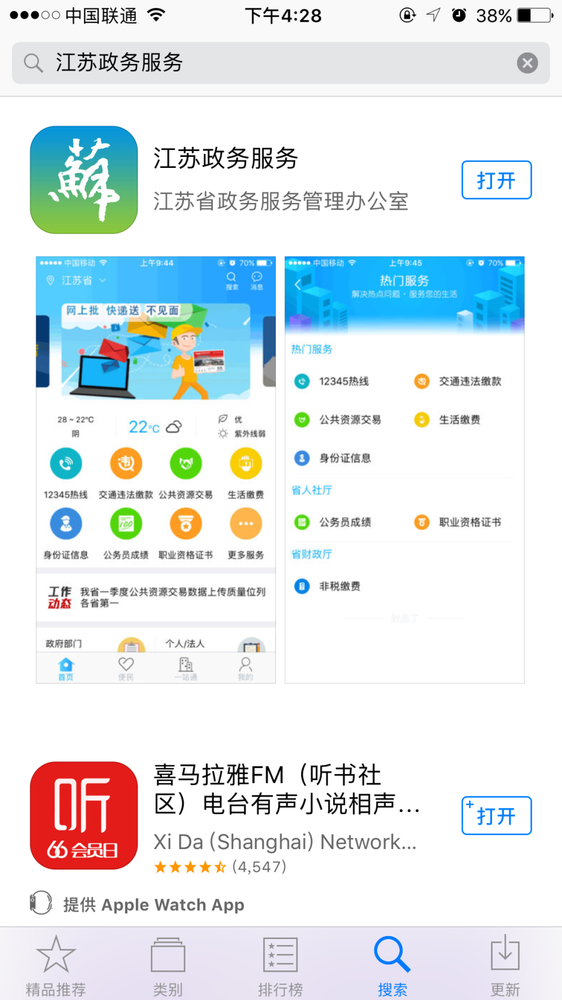 中国联通 下午4:28 38%
江苏政务服务
蘇
江苏政务服务
江苏省政务服务管理办公室
打开
中国移动 上午9:44 70%
江苏省 搜索 消息
网上批 快递送 不见面
28~22℃ 22℃ 优
阴 紫外线弱
12345热线 交通违法缴款 公共资源交易 生活缴费
身份证信息 公务员成绩 职业资格证书 更多服务
工作动态 我省一季度公共资源交易数据上传质量位列
各省第一
政府部门 个人/法人
首页 便民 一站通 我的
中国移动 上午9:45 70%
热门服务
解决热点问题·服务您的生活
热门服务
12345热线 交通违法缴款
公共资源交易 生活缴费
身份证信息
省人社厅
公务员成绩 职业资格证书
省财政厅
非税缴费
到底了
听
66会员日
喜马拉雅FM（听书社
区）电台有声小说相声...
Xi Da (Shanghai) Network...
(4,547)
+打开
提供 Apple Watch App
精品推荐 类别 排行榜 搜索 更新